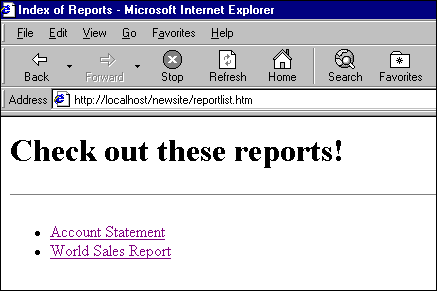 Index of Reports - Microsoft Internet Explorer
File Edit View Go Favorites Help
Back Forward Stop Refresh Home Search Favorites
Address http://localhost/newsite/reportlist.htm
Check out these reports!
Account Statement
World Sales Report